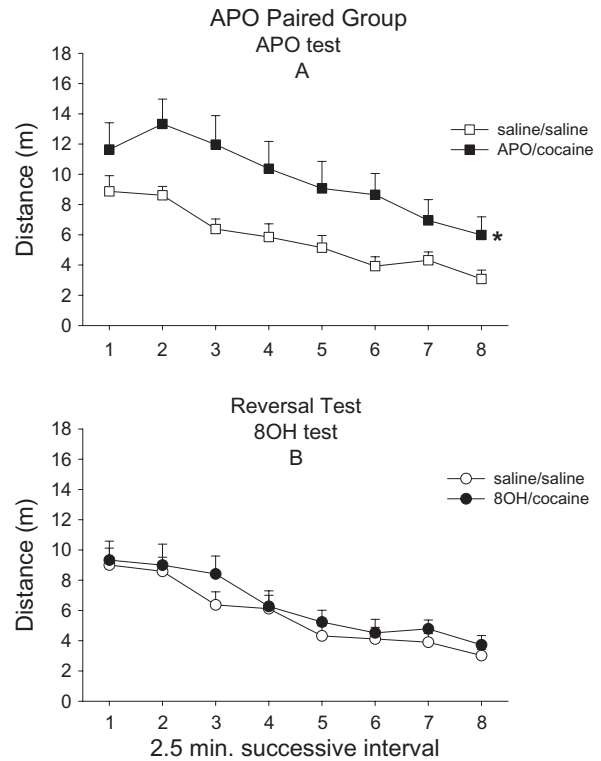 APO Paired Group
APO test
A
18
16
14
12
10
8
6
4
2
0
Distance (m)
saline/saline
APO/cocaine
*
1 2 3 4 5 6 7 8
Reversal Test
8OH test
B
18
16
14
12
10
8
6
4
2
0
Distance (m)
saline/saline
8OH/cocaine
1 2 3 4 5 6 7 8
2.5 min. successive interval